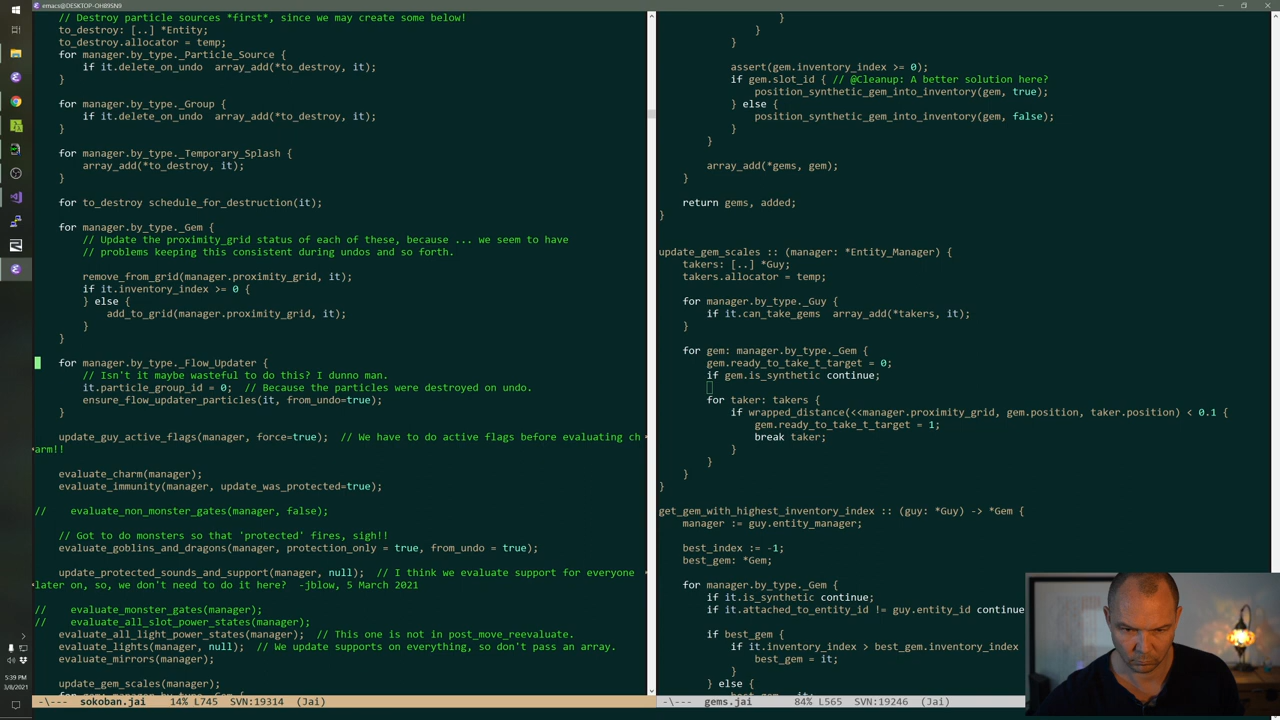 emacs@DESKTOP-OH89SN9
// Destroy particle sources *first*, since we may create some below!
to_destroy: [..] *Entity;
to_destroy.allocator = temp;
for manager.by_type._Particle_Source {
if it.delete_on_undo  array_add(*to_destroy, it);
}
for manager.by_type._Group {
if it.delete_on_undo  array_add(*to_destroy, it);
}
for manager.by_type._Temporary_Splash {
array_add(*to_destroy, it);
}
for to_destroy schedule_for_destruction(it);
for manager.by_type._Gem {
// Update the proximity_grid status of each of these, because ... we seem to have
// problems keeping this consistent during undos and so forth.
remove_from_grid(manager.proximity_grid, it);
if it.inventory_index >= 0 {
} else {
add_to_grid(manager.proximity_grid, it);
}
}
for manager.by_type._Flow_Updater {
// Isn't it maybe wasteful to do this? I dunno man.
it.particle_group_id = 0;  // Because the particles were destroyed on undo.
ensure_flow_updater_particles(it, from_undo=true);
}
update_guy_active_flags(manager, force=true);  // We have to do active flags before evaluating ch
arm!!
evaluate_charm(manager);
evaluate_immunity(manager, update_was_protected=true);
//    evaluate_non_monster_gates(manager, false);
// Got to do monsters so that 'protected' fires, sigh!!
evaluate_goblins_and_dragons(manager, protection_only = true, from_undo = true);
update_protected_sounds_and_support(manager, null);  // I think we evaluate support for everyone
later on, so, we don't need to do it here?  -jblow, 5 March 2021
//    evaluate_monster_gates(manager);
//    evaluate_all_slot_power_states(manager);
evaluate_all_light_power_states(manager);  // This one is not in post_move_reevaluate.
evaluate_lights(manager, null);  // We update supports on everything, so don't pass an array.
evaluate_mirrors(manager);
update_gem_scales(manager);
-\---  sokoban.jai    14% L745  SVN:19314  (Jai)
}
}
}
assert(gem.inventory_index >= 0);
if gem.slot_id { // @Cleanup: A better solution here?
position_synthetic_gem_into_inventory(gem, true);
} else {
position_synthetic_gem_into_inventory(gem, false);
}
}
array_add(*gems, gem);
}
return gems, added;
}
update_gem_scales :: (manager: *Entity_Manager) {
takers: [..] *Guy;
takers.allocator = temp;
for manager.by_type._Guy {
if it.can_take_gems  array_add(*takers, it);
}
for gem: manager.by_type._Gem {
gem.ready_to_take_t_target = 0;
if gem.is_synthetic continue;
for taker: takers {
if wrapped_distance(<<manager.proximity_grid, gem.position, taker.position) < 0.1 {
gem.ready_to_take_t_target = 1;
break taker;
}
}
}
}
get_gem_with_highest_inventory_index :: (guy: *Guy) -> *Gem {
manager := guy.entity_manager;
best_index := -1;
best_gem: *Gem;
for manager.by_type._Gem {
if it.is_synthetic continue;
if it.attached_to_entity_id != guy.entity_id continue
if best_gem {
if it.inventory_index > best_gem.inventory_index
best_gem = it;
}
} else {
-\---  gems.jai       84% L565  SVN:19246  (Jai)
5:39 PM
3/8/2021